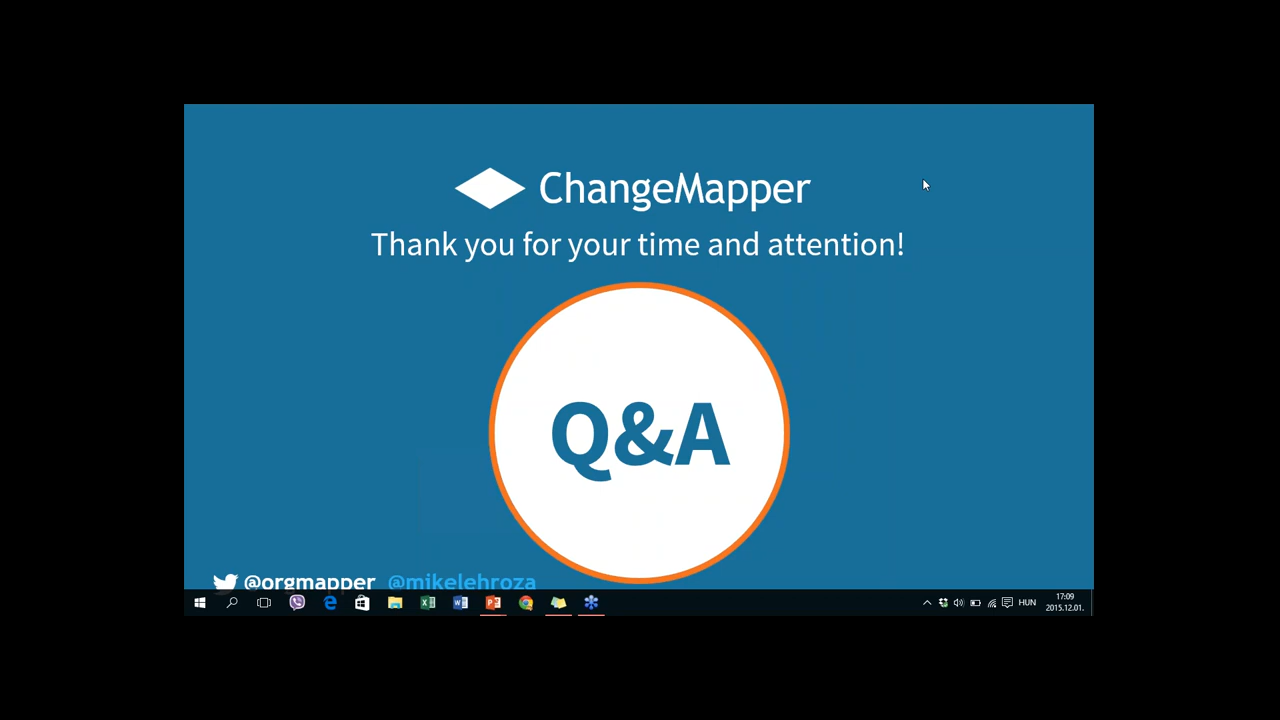 ChangeMapper
Thank you for your time and attention!
Q&A
@orgmapper @mikelehroza
HUN
17:09
2015.12.01.